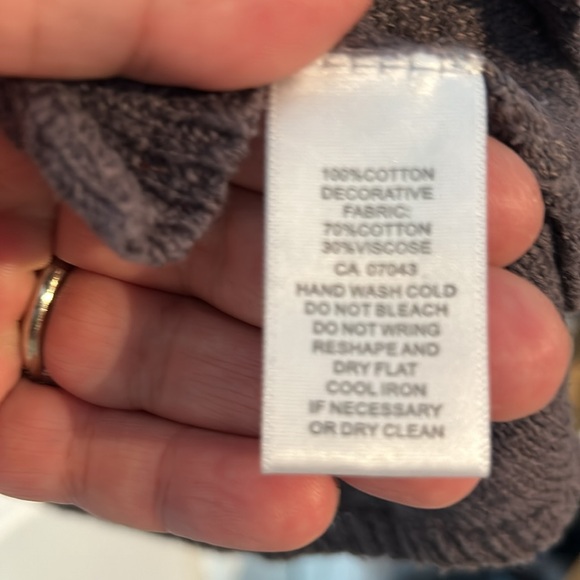 100%COTTON
DECORATIVE
FABRIC:
70%COTTON
30%VISCOSE
CA 07043
HAND WASH COLD
DO NOT BLEACH
DO NOT WRING
RESHAPE AND
DRY FLAT
COOL IRON
IF NECESSARY
OR DRY CLEAN